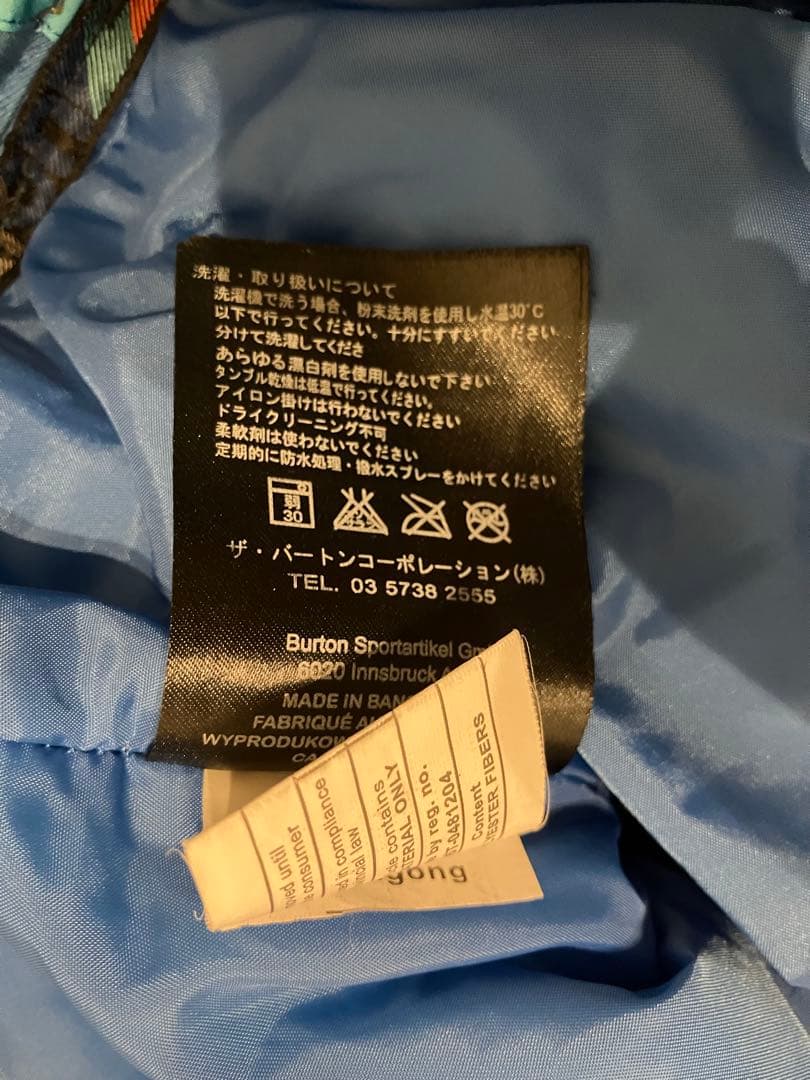 洗濯・取り扱いについて
洗濯機で洗う場合、粉末洗剤を使用し水温30°C
以下で行ってください。十分にすすいでください
分けて洗濯してくださ
あらゆる漂白剤を使用しないで下さい
タンブル乾燥は低温で行ってください。
アイロン掛けは行わないでください
ドライクリーニング不可
柔軟剤は使わないでください
定期的に防水処理・撥水スプレーをかけてください
弱
30
ザ・バートンコーポレーション(株)
TEL. 03 5738 2555
Burton Sportartikel
6020 Innsbruck
MADE IN
FABRIQUÉ
consumer
in compliance
law
contains
ONLY
by reg. no.
-0481204
Content
FIBERS
gong